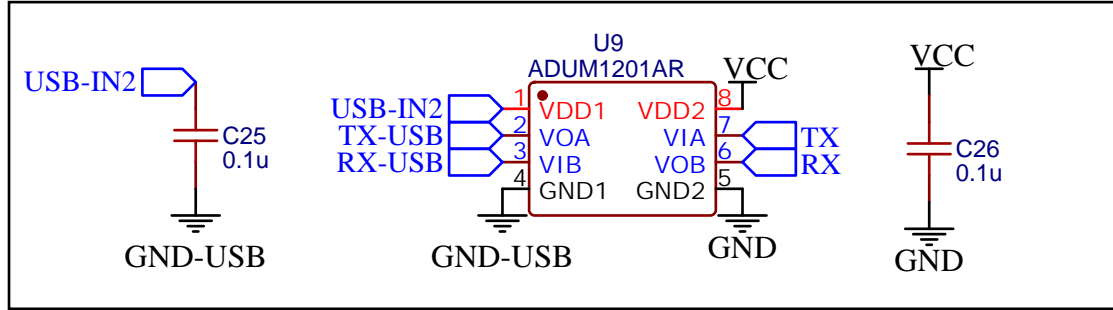 USB-IN2
C25
0.1u
GND-USB
U9
ADUM1201AR
USB-IN2 1 VDD1 VDD2 8 VCC
TX-USB 2 VOA VIA 7 TX
RX-USB 3 VIB VOB 6 RX
4 GND1 GND2 5
GND-USB
GND
VCC
C26
0.1u
GND